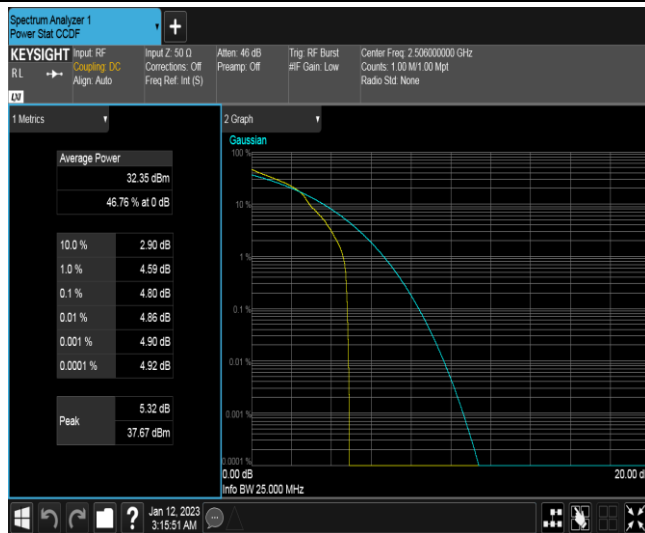 Spectrum Analyzer 1
Power Stat CCDF
+
KEYSIGHT
RL
LXI
Input: RF
Coupling: DC
Align: Auto
Input Z: 50 Ω
Corrections: Off
Freq Ref: Int (S)
Atten: 46 dB
Preamp: Off
Trig: RF Burst
#IF Gain: Low
Center Freq: 2.506000000 GHz
Counts: 1.00 M/1.00 Mpt
Radio Std: None
1 Metrics
Average Power
32.35 dBm
46.76 % at 0 dB
10.0 % 2.90 dB
1.0 % 4.59 dB
0.1 % 4.80 dB
0.01 % 4.86 dB
0.001 % 4.90 dB
0.0001 % 4.92 dB
Peak
5.32 dB
37.67 dBm
2 Graph
Gaussian
100 %
10 %
1 %
0.1 %
0.01 %
0.001 %
0.0001 %
0.00 dB
20.00 d
Info BW 25.000 MHz
?
Jan 12, 2023
3:15:51 AM